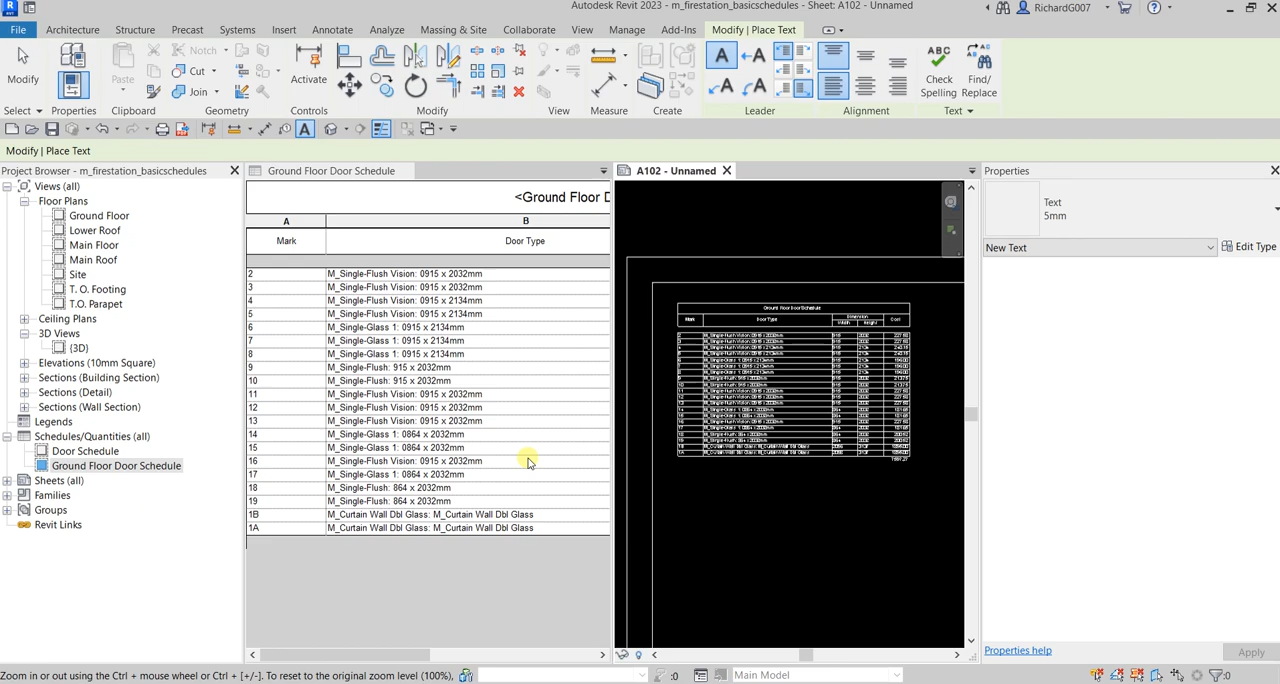 Autodesk Revit 2023 - m_firestation_basicschedules - Sheet: A102 - Unnamed
RichardG007
File Architecture Structure Precast Systems Insert Annotate Analyze Massing & Site Collaborate View Manage Add-Ins Modify | Place Text
Modify Paste Notch Cut Join Activate Check Spelling Find/ Replace
Select Properties Clipboard Geometry Controls Modify View Measure Create Leader Alignment Text
Modify | Place Text
Project Browser - m_firestation_basicschedules
Views (all)
Floor Plans
Ground Floor
Lower Roof
Main Floor
Main Roof
Site
T. O. Footing
T.O. Parapet
Ceiling Plans
3D Views
{3D}
Elevations (10mm Square)
Sections (Building Section)
Sections (Detail)
Sections (Wall Section)
Legends
Schedules/Quantities (all)
Door Schedule
Ground Floor Door Schedule
Sheets (all)
Families
Groups
Revit Links
Ground Floor Door Schedule
<Ground Floor D
A B
Mark Door Type
2 M_Single-Flush Vision: 0915 x 2032mm
3 M_Single-Flush Vision: 0915 x 2032mm
4 M_Single-Flush Vision: 0915 x 2134mm
5 M_Single-Flush Vision: 0915 x 2134mm
6 M_Single-Glass 1: 0915 x 2134mm
7 M_Single-Glass 1: 0915 x 2134mm
8 M_Single-Glass 1: 0915 x 2134mm
9 M_Single-Flush: 915 x 2032mm
10 M_Single-Flush: 915 x 2032mm
11 M_Single-Flush Vision: 0915 x 2032mm
12 M_Single-Flush Vision: 0915 x 2032mm
13 M_Single-Flush Vision: 0915 x 2032mm
14 M_Single-Glass 1: 0864 x 2032mm
15 M_Single-Glass 1: 0864 x 2032mm
16 M_Single-Flush Vision: 0915 x 2032mm
17 M_Single-Glass 1: 0864 x 2032mm
18 M_Single-Flush: 864 x 2032mm
19 M_Single-Flush: 864 x 2032mm
1B M_Curtain Wall Dbl Glass: M_Curtain Wall Dbl Glass
1A M_Curtain Wall Dbl Glass: M_Curtain Wall Dbl Glass
A102 - Unnamed
Ground Floor Door Schedule
Mark Door Type Dimension Cost
Width Height
Properties
Text
5mm
New Text Edit Type
Properties help Apply
Zoom in or out using the Ctrl + mouse wheel or Ctrl + [+/-]. To reset to the original zoom level (100%), :0 Main Model :0